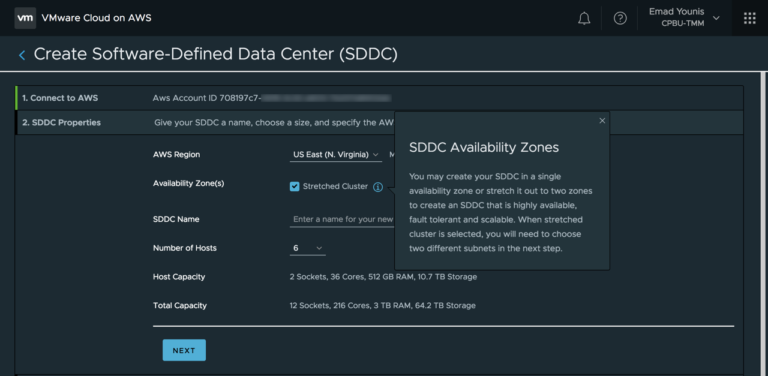 vm VMware Cloud on AWS
Emad Younis
CPBU-TMM
Create Software-Defined Data Center (SDDC)
1. Connect to AWS Aws Account ID 708197c7-
2. SDDC Properties Give your SDDC a name, choose a size, and specify the AW
AWS Region US East (N. Virginia) M
Availability Zone(s) Stretched Cluster
SDDC Name Enter a name for your new
Number of Hosts 6
Host Capacity 2 Sockets, 36 Cores, 512 GB RAM, 10.7 TB Storage
Total Capacity 12 Sockets, 216 Cores, 3 TB RAM, 64.2 TB Storage
NEXT
SDDC Availability Zones
You may create your SDDC in a single
availability zone or stretch it out to two zones
to create an SDDC that is highly available,
fault tolerant and scalable. When stretched
cluster is selected, you will need to choose
two different subnets in the next step.